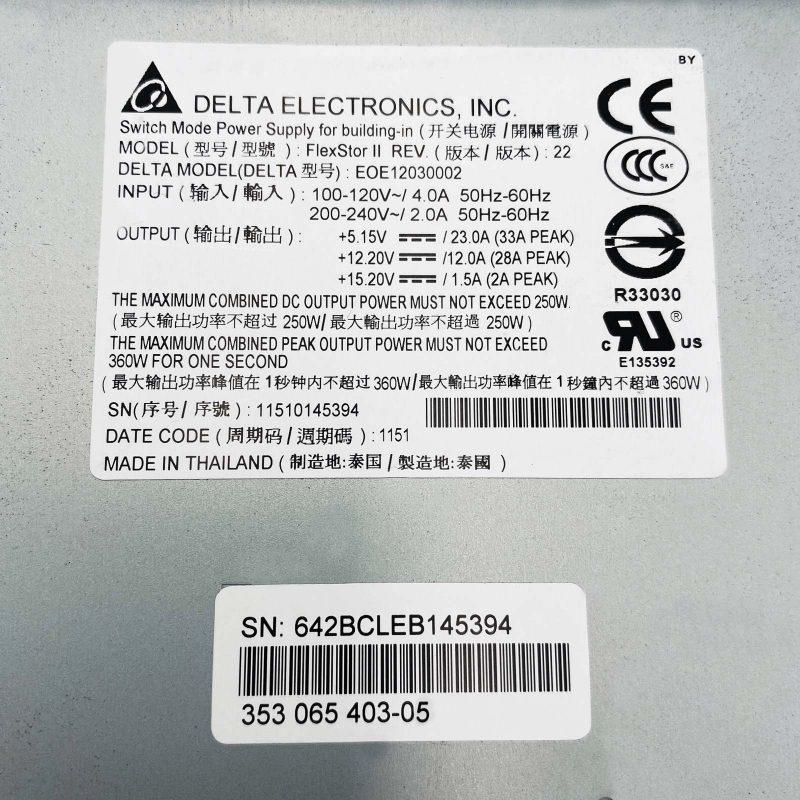 BY
DELTA ELECTRONICS, INC.
Switch Mode Power Supply for building-in (开关电源/開關電源)
MODEL (型号/型號): FlexStor II REV. (版本/版本): 22
DELTA MODEL(DELTA 型号): EOE12030002
INPUT (输入/輸入): 100-120V~/ 4.0A 50Hz-60Hz
200-240V~/ 2.0A 50Hz-60Hz
OUTPUT (输出/輸出): +5.15V ⎓ / 23.0A (33A PEAK)
+12.20V ⎓ /12.0A (28A PEAK)
+15.20V ⎓ / 1.5A (2A PEAK)
THE MAXIMUM COMBINED DC OUTPUT POWER MUST NOT EXCEED 250W.
(最大输出功率不超过 250W/最大輸出功率不超過 250W)
THE MAXIMUM COMBINED PEAK OUTPUT POWER MUST NOT EXCEED
360W FOR ONE SECOND
(最大输出功率峰值在 1秒钟内不超过 360W/最大輸出功率峰值在 1秒鐘內不超過 360W)
SN(序号/序號): 11510145394
DATE CODE (周期码/週期碼): 1151
MADE IN THAILAND (制造地:泰国/製造地:泰國)
CE
CCC S&E
R33030
c RU ® US
E135392
SN: 642BCLEB145394
353 065 403-05